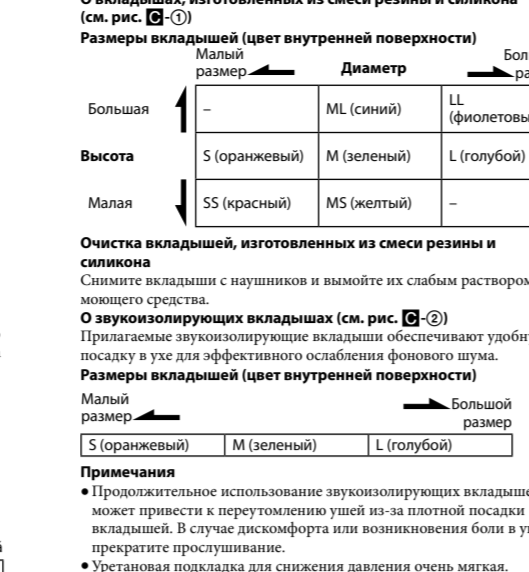 О вкладышах, изготовленных из смеси резины и силикона
(см. рис. C-①)
Размеры вкладышей (цвет внутренней поверхности)
Малый
размер
Диаметр
Большая
– ML (синий) LL
Высота S (оранжевый) M (зеленый) L (голубой)
Малая SS (красный) MS (желтый) –
Очистка вкладышей, изготовленных из смеси резины и
силикона
Снимите вкладыши с наушников и вымойте их слабым раствором
моющего средства.
О звукоизолирующих вкладышах (см. рис. C-②)
Прилагаемые звукоизолирующие вкладыши обеспечивают
посадку в ухе для эффективного ослабления фонового шума.
Размеры вкладышей (цвет внутренней поверхности)
Малый
размер
Большой
размер
S (оранжевый) M (зеленый) L (голубой)
Примечания
● Продолжительное использование звукоизолирующих
может привести к переутомлению ушей из-за плотной посадки
вкладышей. В случае дискомфорта или возникновения боли в
прекратите прослушивание.
● Уретановая подкладка для снижения давления очень мягкая.